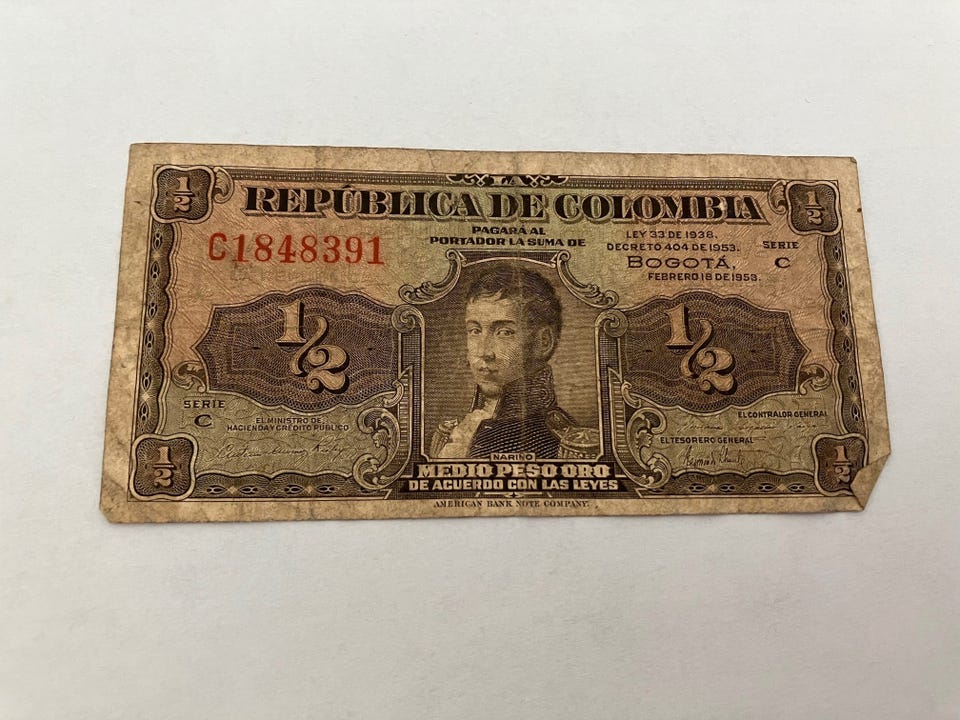 LA
REPÚBLICA DE COLOMBIA
1/2
1/2
PAGARÁ AL
PORTADOR LA SUMA DE
LEY 33 DE 1938.
DECRETO 404 DE 1953.
BOGOTÁ,
FEBRERO 18 DE 1953.
SERIE
C
C1848391
1/2
1/2
SERIE
C
EL MINISTRO DE
HACIENDA Y CRÉDITO PÚBLICO
EL CONTRALOR GENERAL
EL TESORERO GENERAL
1/2
1/2
NARIÑO
MEDIO PESO ORO
DE ACUERDO CON LAS LEYES
AMERICAN BANK NOTE COMPANY.